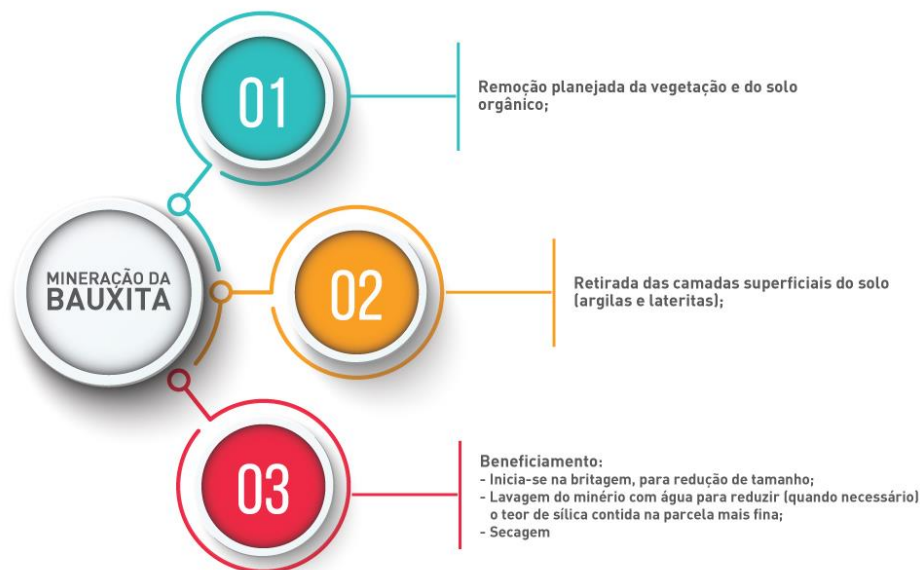 MINERAÇÃO DA
BAUXITA
01
Remoção planejada da vegetação e do solo
orgânico;
02
Retirada das camadas superficiais do solo
(argilas e lateritas);
03
Beneficiamento:
- Inicia-se na britagem, para redução de tamanho;
- Lavagem do minério com água para reduzir (quando necessário)
o teor de sílica contida na parcela mais fina;
- Secagem